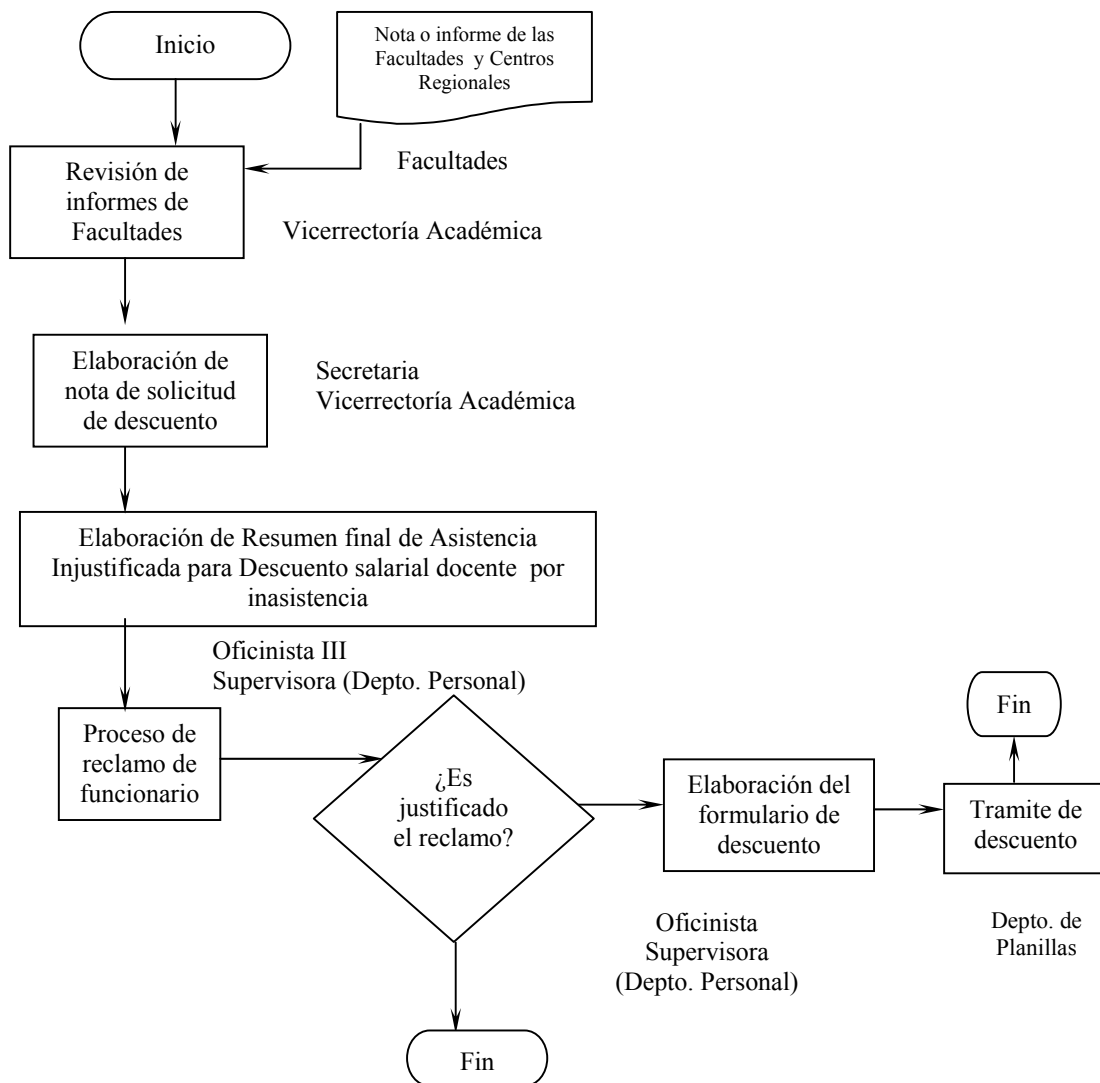 Inicio
Nota o informe de las
Facultades y Centros
Regionales
Facultades
Revisión de
informes de
Facultades
Vicerrectoría Académica
Elaboración de
nota de solicitud
de descuento
Secretaria
Vicerrectoría Académica
Elaboración de Resumen final de Asistencia
Injustificada para Descuento salarial docente por
inasistencia
Oficinista III
Supervisora (Depto. Personal)
Proceso de
reclamo de
funcionario
¿Es
justificado
el reclamo?
Elaboración del
formulario de
descuento
Oficinista
Supervisora
(Depto. Personal)
Tramite de
descuento
Depto. de
Planillas
Fin
Fin